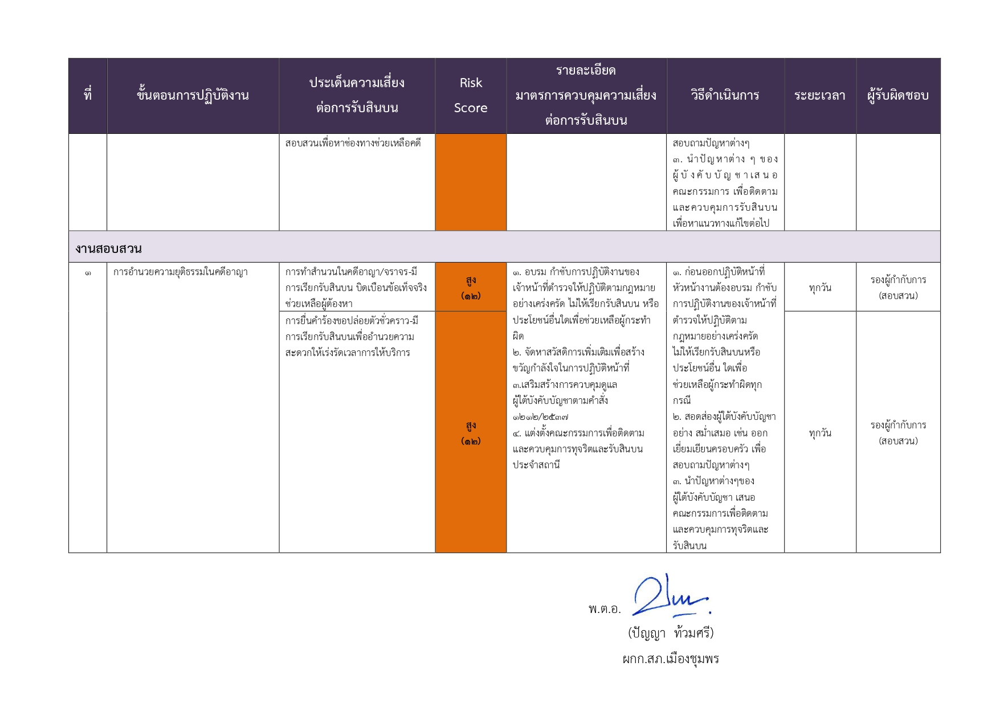 ที่
ขั้นตอนการปฏิบัติงาน
ประเด็นความเสี่ยง
ต่อการรับสินบน
Risk
Score
รายละเอียด
มาตรการควบคุมความเสี่ยง
ต่อการรับสินบน
วิธีดำเนินการ
ระยะเวลา
ผู้รับผิดชอบ
สอบสวนเพื่อหาช่องทางช่วยเหลือคดี
สอบถามปัญหาต่างๆ
๓. นำปัญหาต่าง ๆ ของ
ผู้บังคับบัญชาเสนอ
คณะกรรมการ เพื่อติดตาม
และควบคุมการรับสินบน
เพื่อหาแนวทางแก้ไขต่อไป
งานสอบสวน
๑
การอำนวยความยุติธรรมในคดีอาญา
การทำสำนวนในคดีอาญา/จราจร-มี
การเรียกรับสินบน บิดเบือนข้อเท็จจริง
ช่วยเหลือผู้ต้องหา
สูง
(๑๒)
๑. อบรม กำชับการปฏิบัติงานของ
เจ้าหน้าที่ตำรวจให้ปฏิบัติตามกฎหมาย
อย่างเคร่งครัด ไม่ให้เรียกรับสินบน หรือ
ประโยชน์อื่นใดเพื่อช่วยเหลือผู้กระทำ
ผิด
๒. จัดหาสวัสดิการเพิ่มเติมเพื่อสร้าง
ขวัญกำลังใจในการปฏิบัติหน้าที่
๓.เสริมสร้างการควบคุมดูแล
ผู้ใต้บังคับบัญชาตามคำสั่ง
๑๒๑๒/๒๕๓๗
๔. แต่งตั้งคณะกรรมการเพื่อติดตาม
และควบคุมการทุจริตและรับสินบน
ประจำสถานี
๑. ก่อนออกปฏิบัติหน้าที่
หัวหน้างานต้องอบรม กำชับ
การปฏิบัติงานของเจ้าหน้าที่
ตำรวจให้ปฏิบัติตาม
กฎหมายอย่างเคร่งครัด
ไม่ให้เรียกรับสินบนหรือ
ประโยชน์อื่น ใดเพื่อ
ช่วยเหลือผู้กระทำผิดทุก
กรณี
๒. สอดส่องผู้ใต้บังคับบัญชา
อย่าง สม่ำเสมอ เช่น ออก
เยี่ยมเยียนครอบครัว เพื่อ
สอบถามปัญหาต่างๆ
๓. นำปัญหาต่างๆของ
ผู้ใต้บังคับบัญชา เสนอ
คณะกรรมการเพื่อติดตาม
และควบคุมการทุจริตและ
รับสินบน
ทุกวัน
รองผู้กำกับการ
(สอบสวน)
การยื่นคำร้องขอปล่อยตัวชั่วคราว-มี
การเรียกรับสินบนเพื่ออำนวยความ
สะดวกให้เร่งรัดเวลาการให้บริการ
สูง
(๑๒)
ทุกวัน
รองผู้กำกับการ
(สอบสวน)
พ.ต.อ.
(ปัญญา ท้วมศรี)
ผกก.สภ.เมืองชุมพร